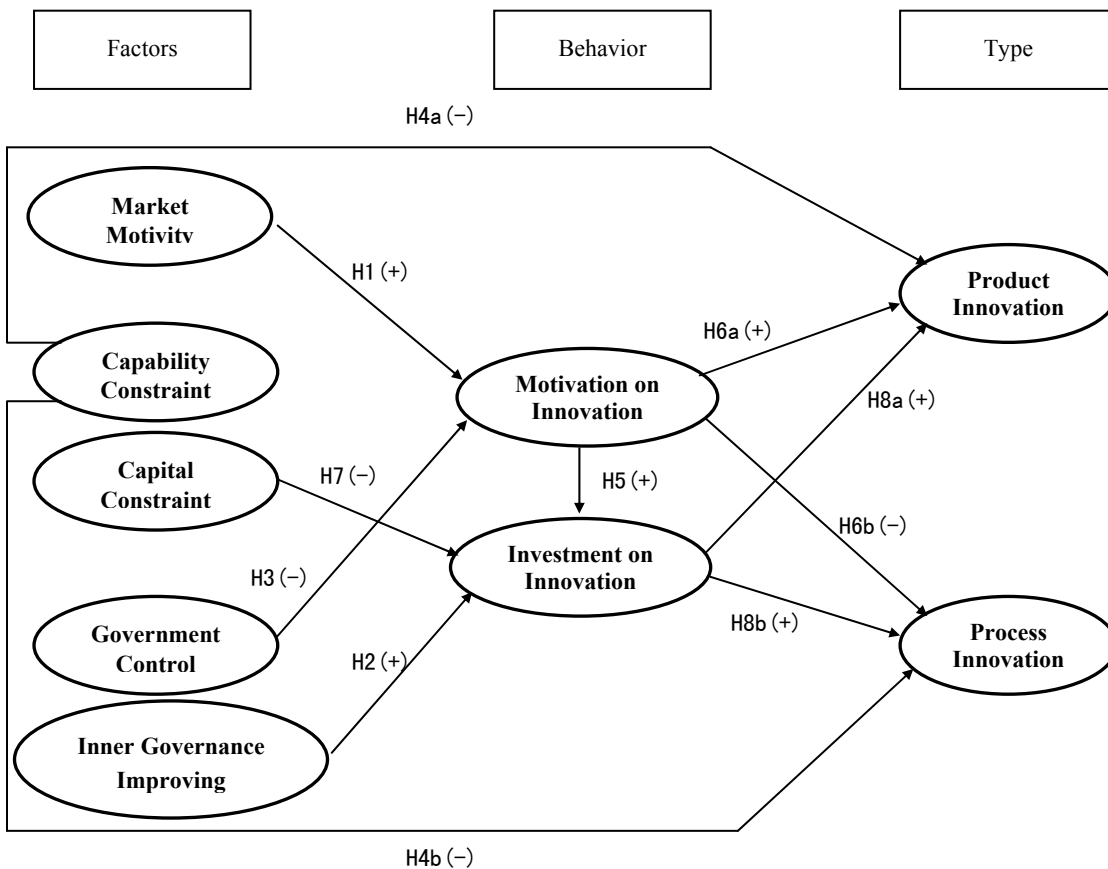 Factors
Behavior
Type
H4a(−)
Market
Motivity
H1(+)
Product
Innovation
H6a(+)
Capability
Constraint
Motivation on
Innovation
H8a(+)
Capital
Constraint
H7(−)
H5(+)
H6b(−)
Investment on
Innovation
H3(−)
H8b(+)
Government
Control
H2(+)
Process
Innovation
Inner Governance
Improving
H4b(−)